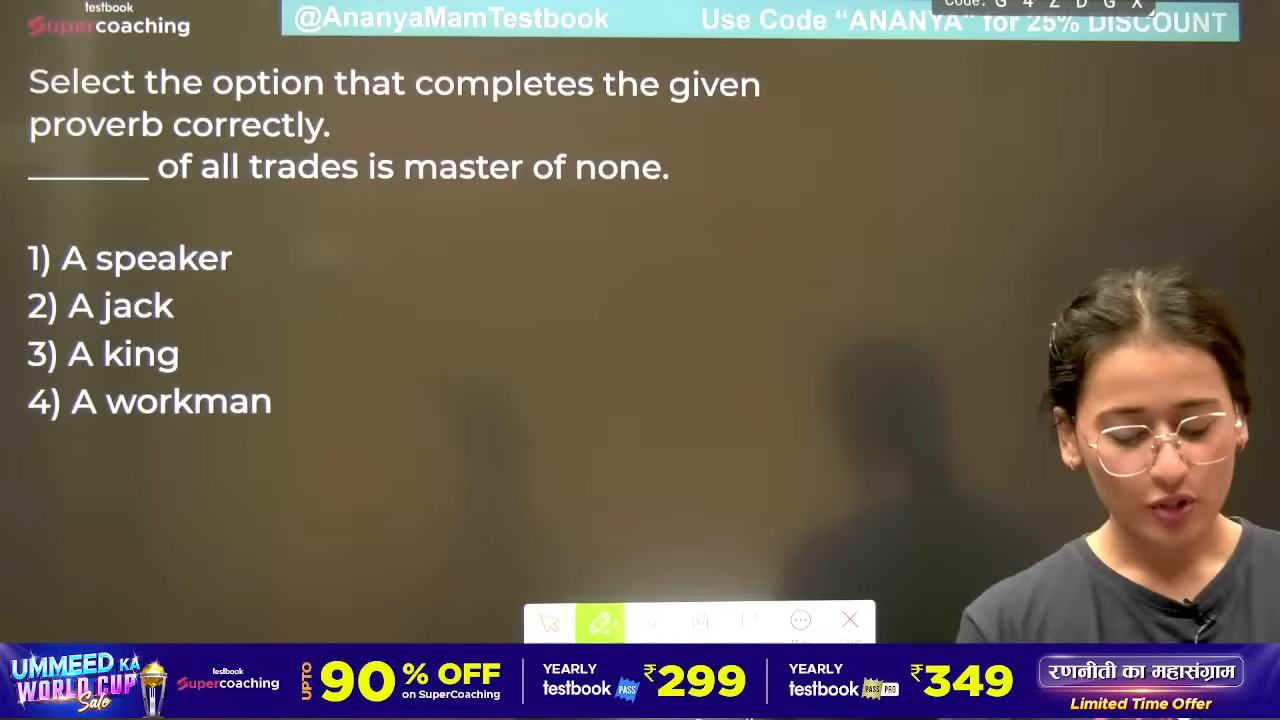 testbook
Supercoaching
@AnanyaMamTestbook
Use Code “ANANYA” for 25% DISCOUNT
Code: G 4 Z D G X
Select the option that completes the given
proverb correctly.
______ of all trades is master of none.
1) A speaker
2) A jack
3) A king
4) A workman
UMMEED KA
WORLD CUP
Sale
testbook
Supercoaching
UPTO 90% OFF
on SuperCoaching
YEARLY
testbook PASS
₹299
YEARLY
testbook PASS PRO
₹349
रणनीती का महासंग्राम
Limited Time Offer